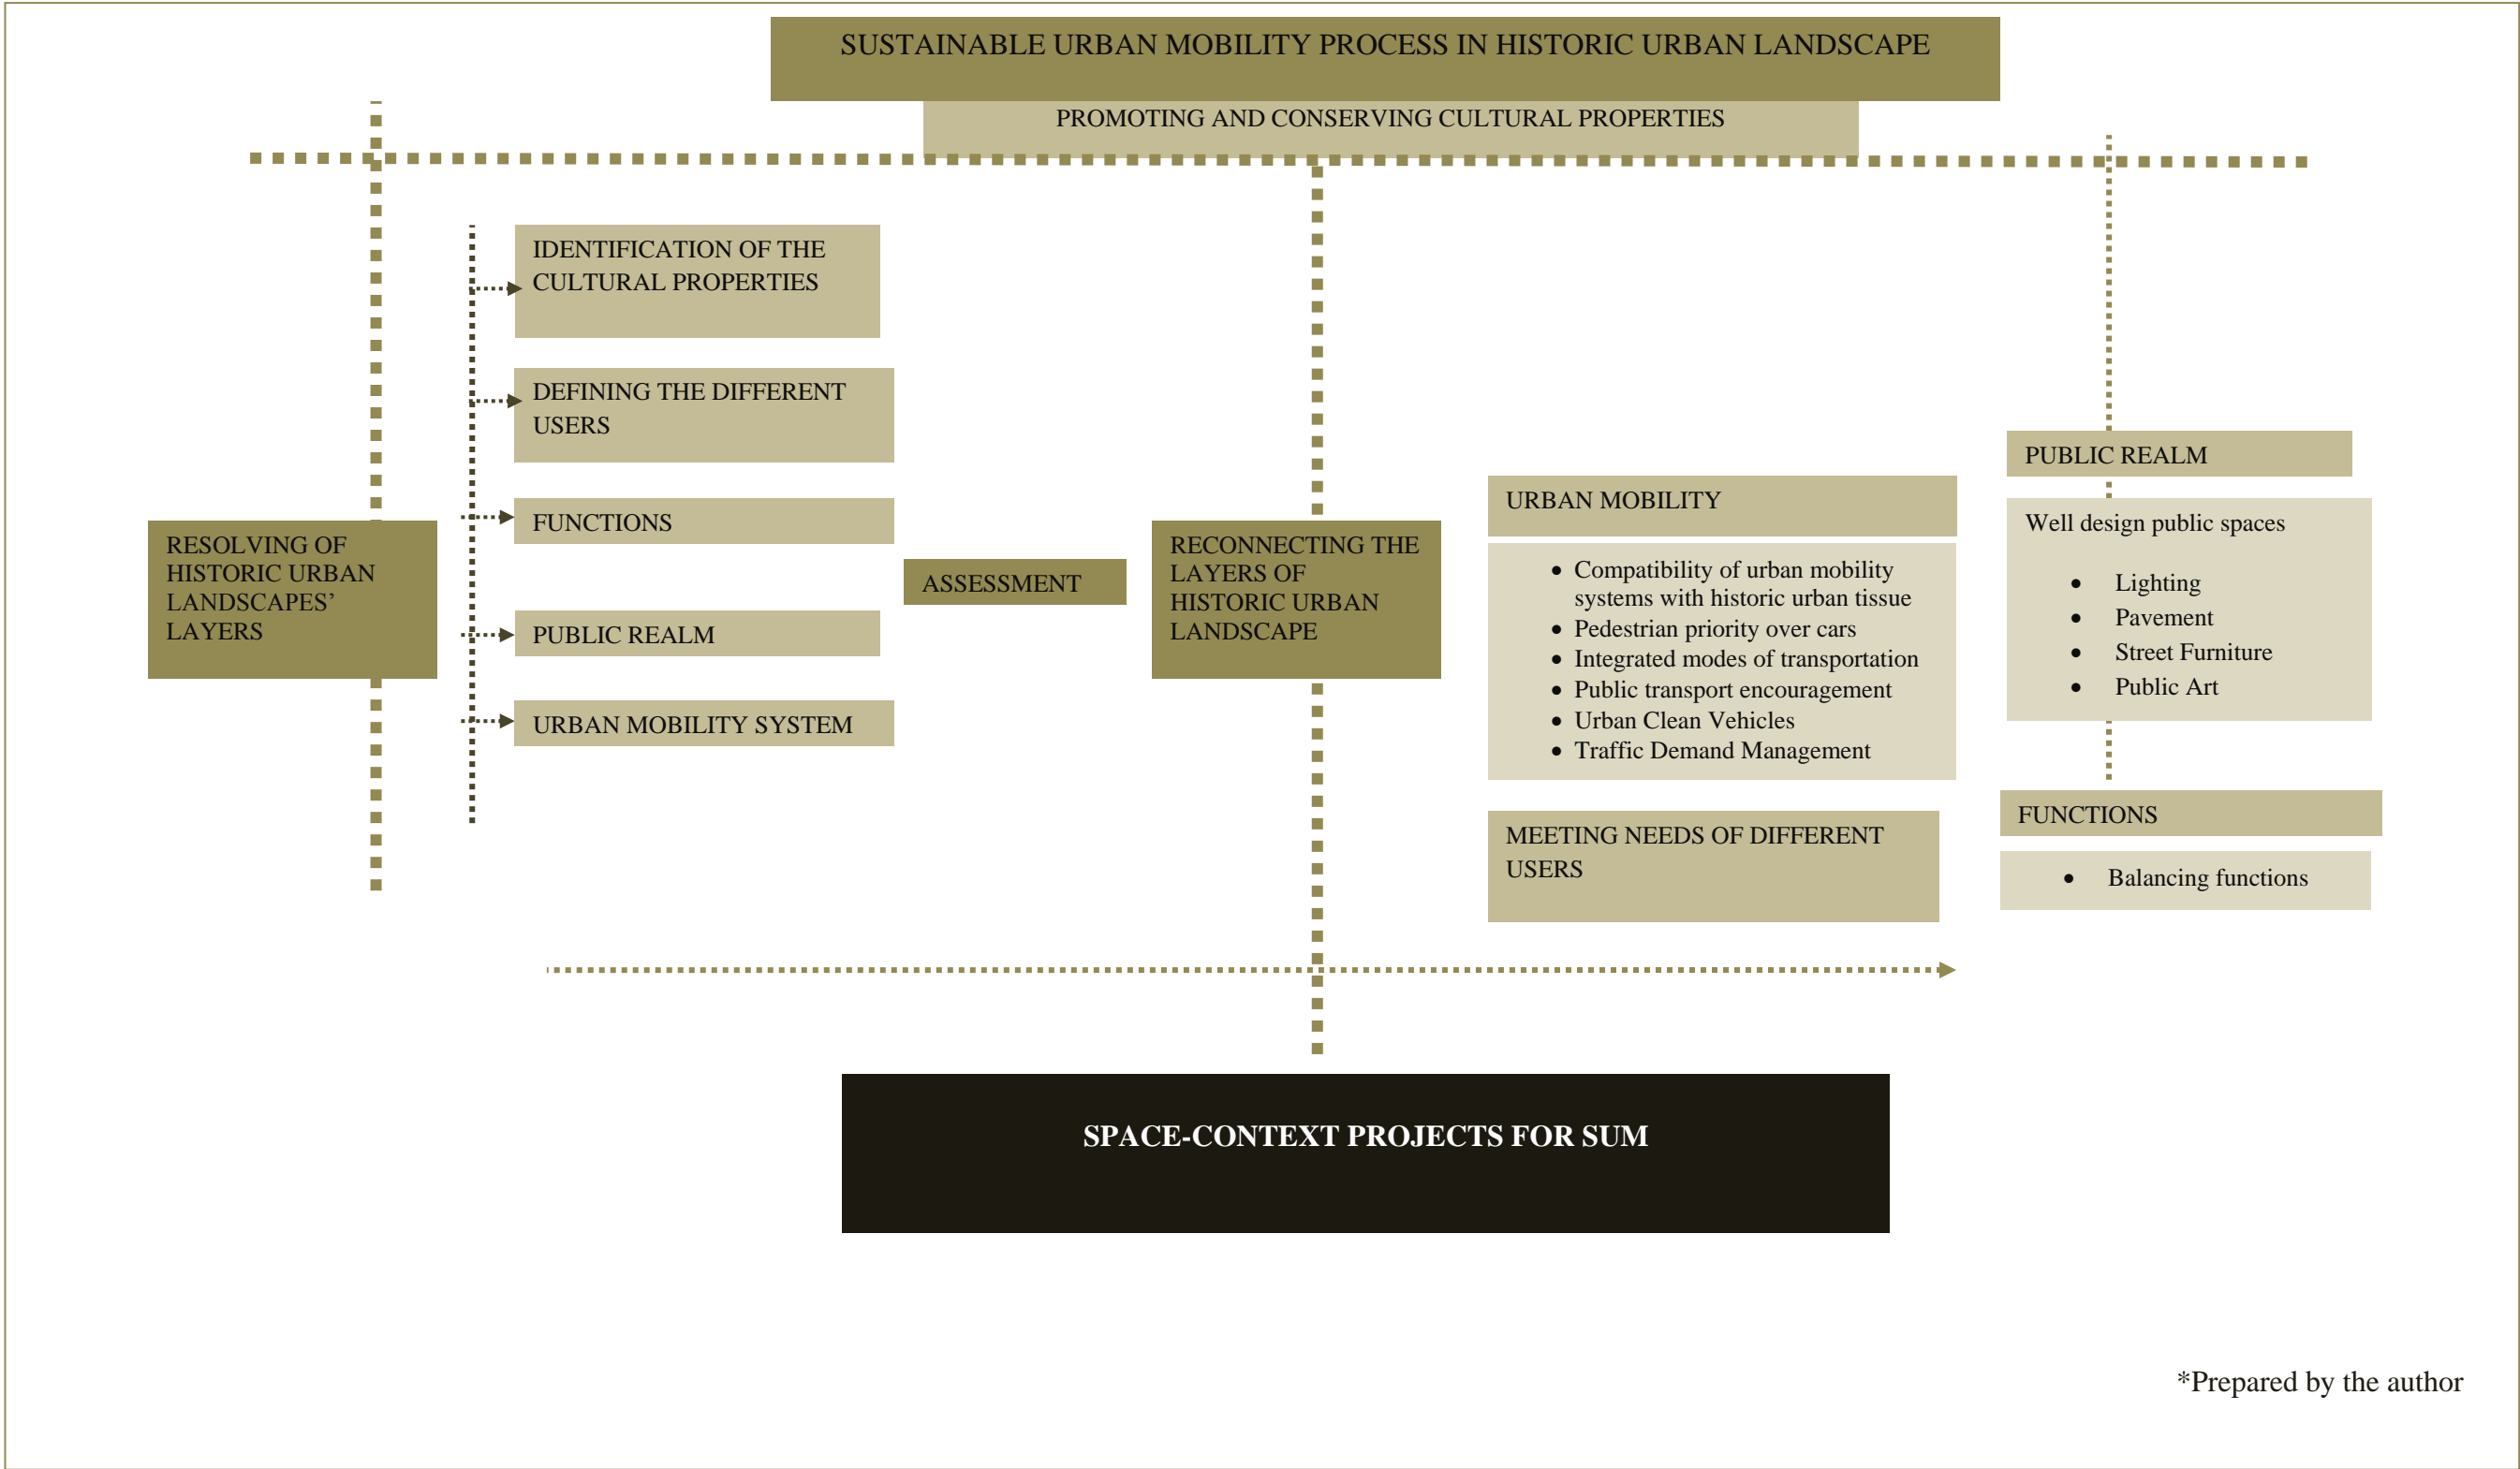 SUSTAINABLE URBAN MOBILITY PROCESS IN HISTORIC URBAN LANDSCAPE
PROMOTING AND CONSERVING CULTURAL PROPERTIES
RESOLVING OF
HISTORIC URBAN
LANDSCAPES’
LAYERS
IDENTIFICATION OF THE
CULTURAL PROPERTIES
DEFINING THE DIFFERENT
USERS
FUNCTIONS
PUBLIC REALM
URBAN MOBILITY SYSTEM
ASSESSMENT
RECONNECTING THE
LAYERS OF
HISTORIC URBAN
LANDSCAPE
URBAN MOBILITY
• Compatibility of urban mobility
systems with historic urban tissue
• Pedestrian priority over cars
• Integrated modes of transportation
• Public transport encouragement
• Urban Clean Vehicles
• Traffic Demand Management
MEETING NEEDS OF DIFFERENT
USERS
PUBLIC REALM
Well design public spaces
• Lighting
• Pavement
• Street Furniture
• Public Art
FUNCTIONS
• Balancing functions
SPACE-CONTEXT PROJECTS FOR SUM
*Prepared by the author